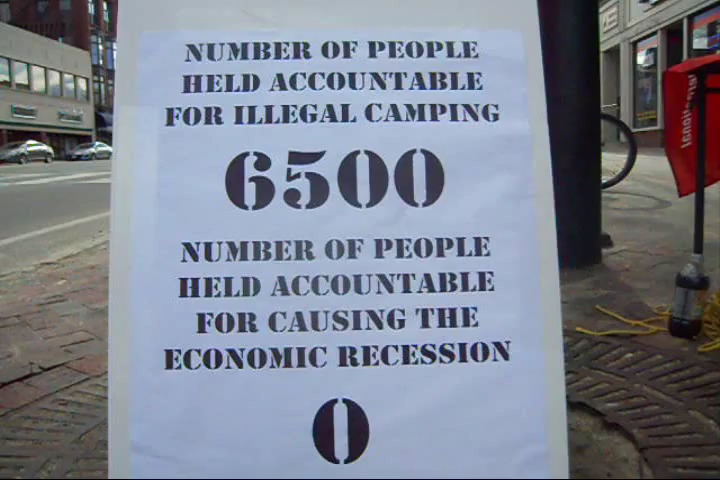 NUMBER OF PEOPLE
HELD ACCOUNTABLE
FOR ILLEGAL CAMPING
6500
NUMBER OF PEOPLE
HELD ACCOUNTABLE
FOR CAUSING THE
ECONOMIC RECESSION
0